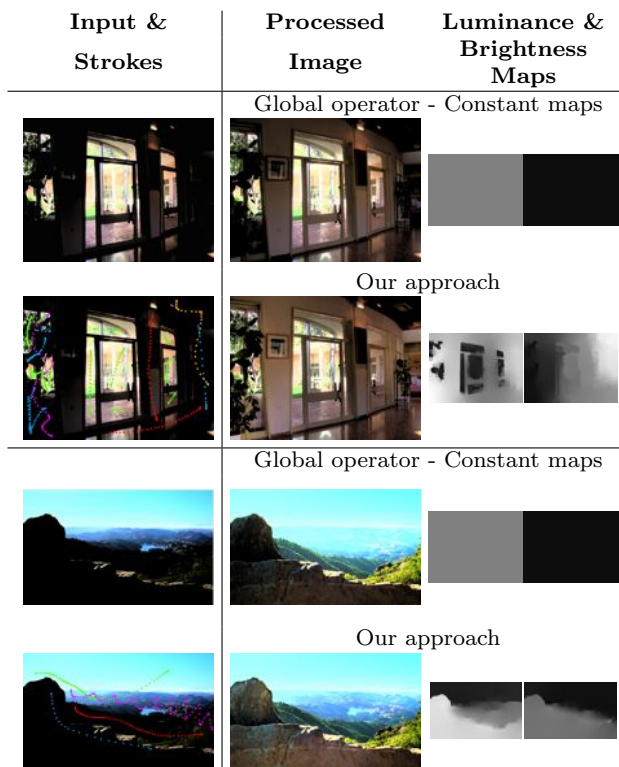 Input &
Strokes
Processed
Image
Luminance &
Brightness
Maps
Global operator - Constant maps
Our approach
Global operator - Constant maps
Our approach